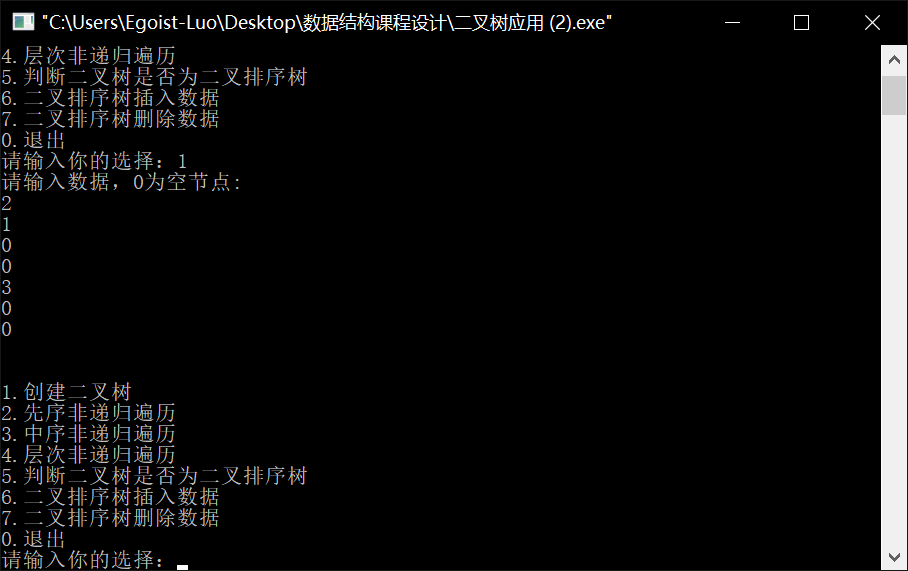 "C:\Users\Egoist-Luo\Desktop\数据结构课程设计\二叉树应用 (2).exe"
4.层次非递归遍历
5.判断二叉树是否为二叉排序树
6.二叉排序树插入数据
7.二叉排序树删除数据
0.退出
请输入你的选择：1
请输入数据，0为空节点:
2
1
0
0
3
0
0
1.创建二叉树
2.先序非递归遍历
3.中序非递归遍历
4.层次非递归遍历
5.判断二叉树是否为二叉排序树
6.二叉排序树插入数据
7.二叉排序树删除数据
0.退出
请输入你的选择：